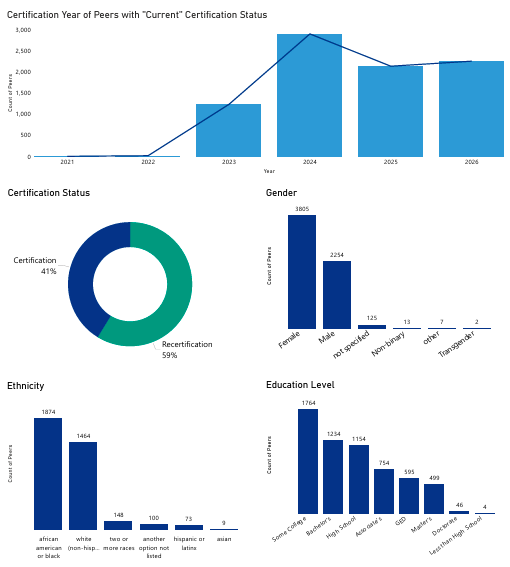 Certification Year of Peers with "Current" Certification Status
3,000
2,500
2,000
1,500
1,000
500
0
Count of Peers
2021 2022 2023 2024 2025 2026
Year
Certification Status
Certification
41%
Recertification
59%
Gender
Count of Peers
3805
2254
125
13
7
2
Female
Male
not specified
Non-binary
other
Transgender
Ethnicity
Count of Peers
1874
1464
148
100
73
9
african
american
or black
white
(non-hisp...
two or
more races
another
option not
listed
hispanic or
latinx
asian
Education Level
Count of Peers
1764
1234
1154
754
595
499
46
4
Some College
Bachelor's
High School
Associate's
GED
Master's
Doctorate
Less than High School